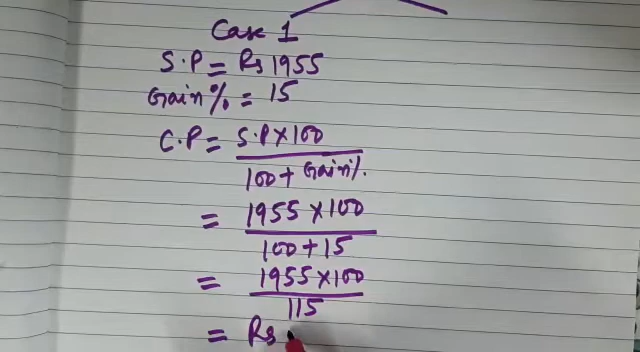 Case 1
S.P = Rs 1955
Gain% = 15
C.P = S.P × 100
100 + Gain%.
= 1955 × 100
100 + 15
= 1955 × 100
115
= Rs